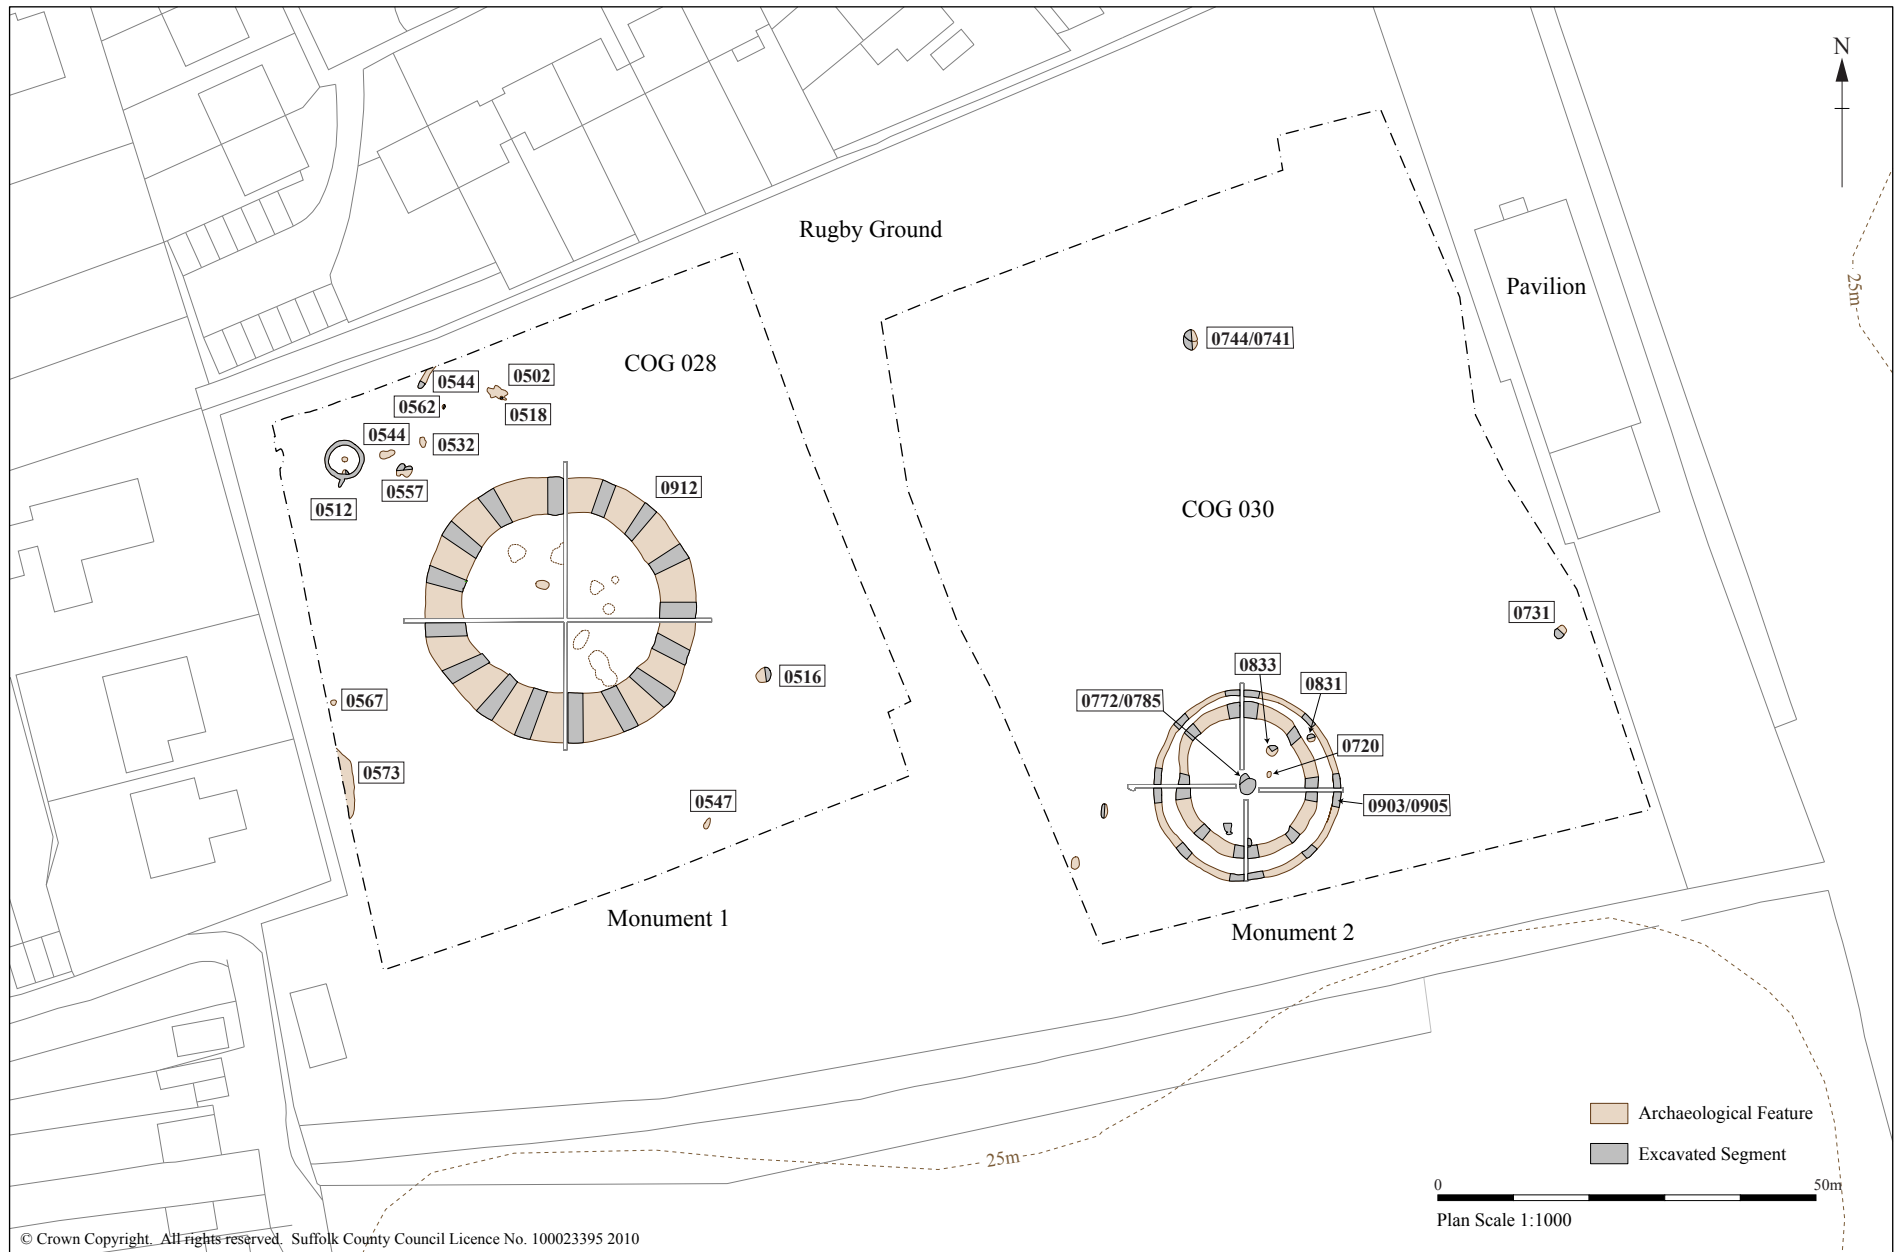 N
Rugby Ground
Pavilion
25m
0744/0741
COG 028
0502
0544
0562
0518
0544
0532
0557
0512
0912
COG 030
0731
0833
0831
0772/0785
0516
0567
0720
0573
0903/0905
0547
Monument 1
Monument 2
25m
Archaeological Feature
Excavated Segment
0 50m
Plan Scale 1:1000
© Crown Copyright. All rights reserved. Suffolk County Council Licence No. 100023395 2010